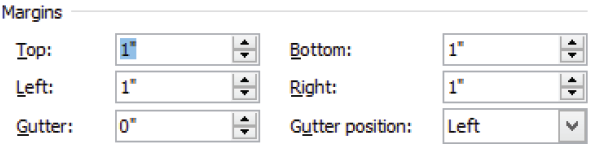 Margins
Top: 1" Bottom: 1"
Left: 1" Right: 1"
Gutter: 0" Gutter position: Left